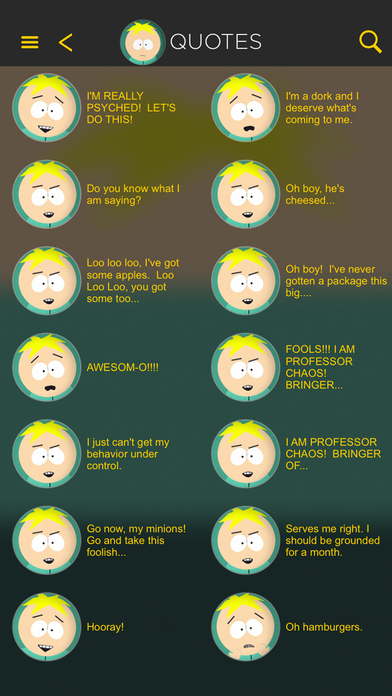 QUOTES
I'M REALLY
PSYCHED! LET'S
DO THIS!
I'm a dork and I
deserve what's
coming to me.
Do you know what I
am saying?
Oh boy, he's
cheesed...
Loo loo loo, I've got
some apples. Loo
Loo Loo, you got
some too...
Oh boy! I've never
gotten a package this
big....
AWESOM-O!!!!
FOOLS!!! I AM
PROFESSOR
CHAOS!
BRINGER...
I just can't get my
behavior under
control.
I AM PROFESSOR
CHAOS! BRINGER
OF...
Go now, my minions!
Go and take this
foolish...
Serves me right. I
should be grounded
for a month.
Hooray!
Oh hamburgers.